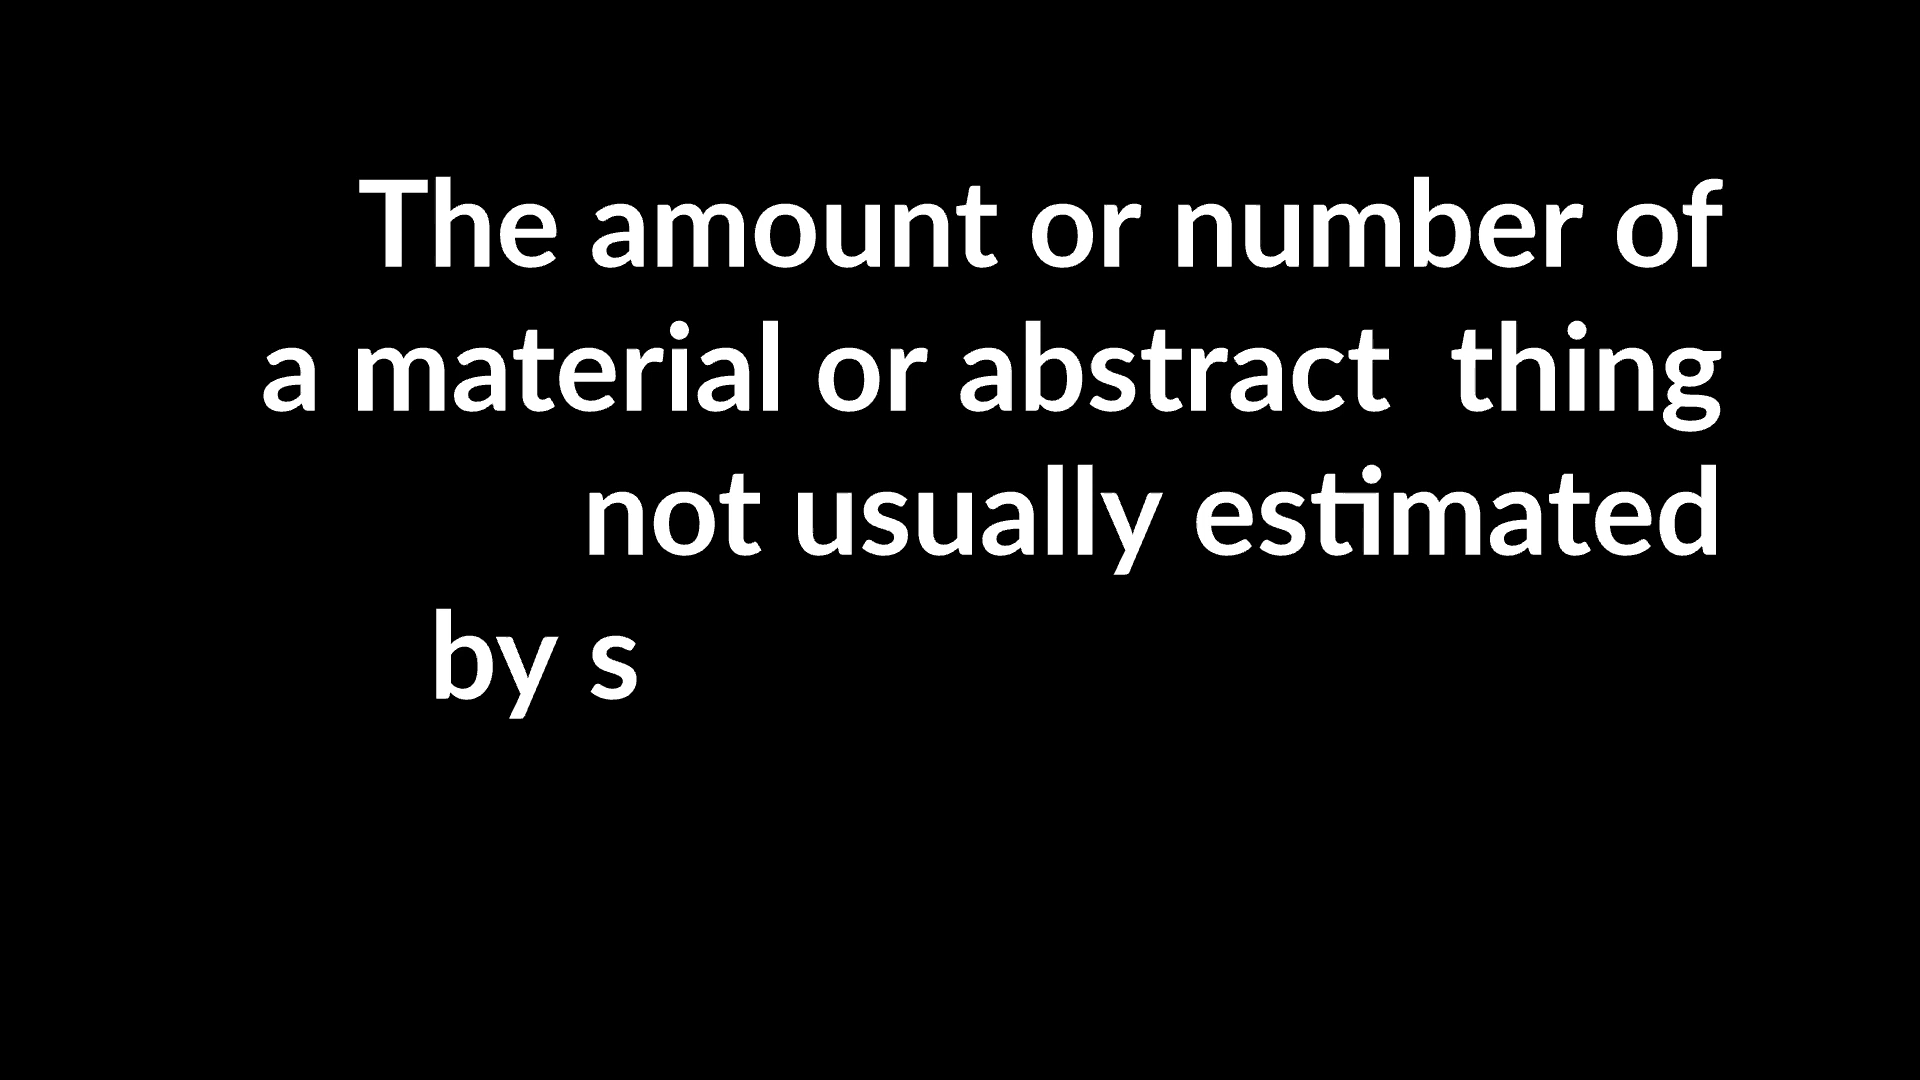 The amount or number of
a material or abstract  thing
not usually estimated
by s